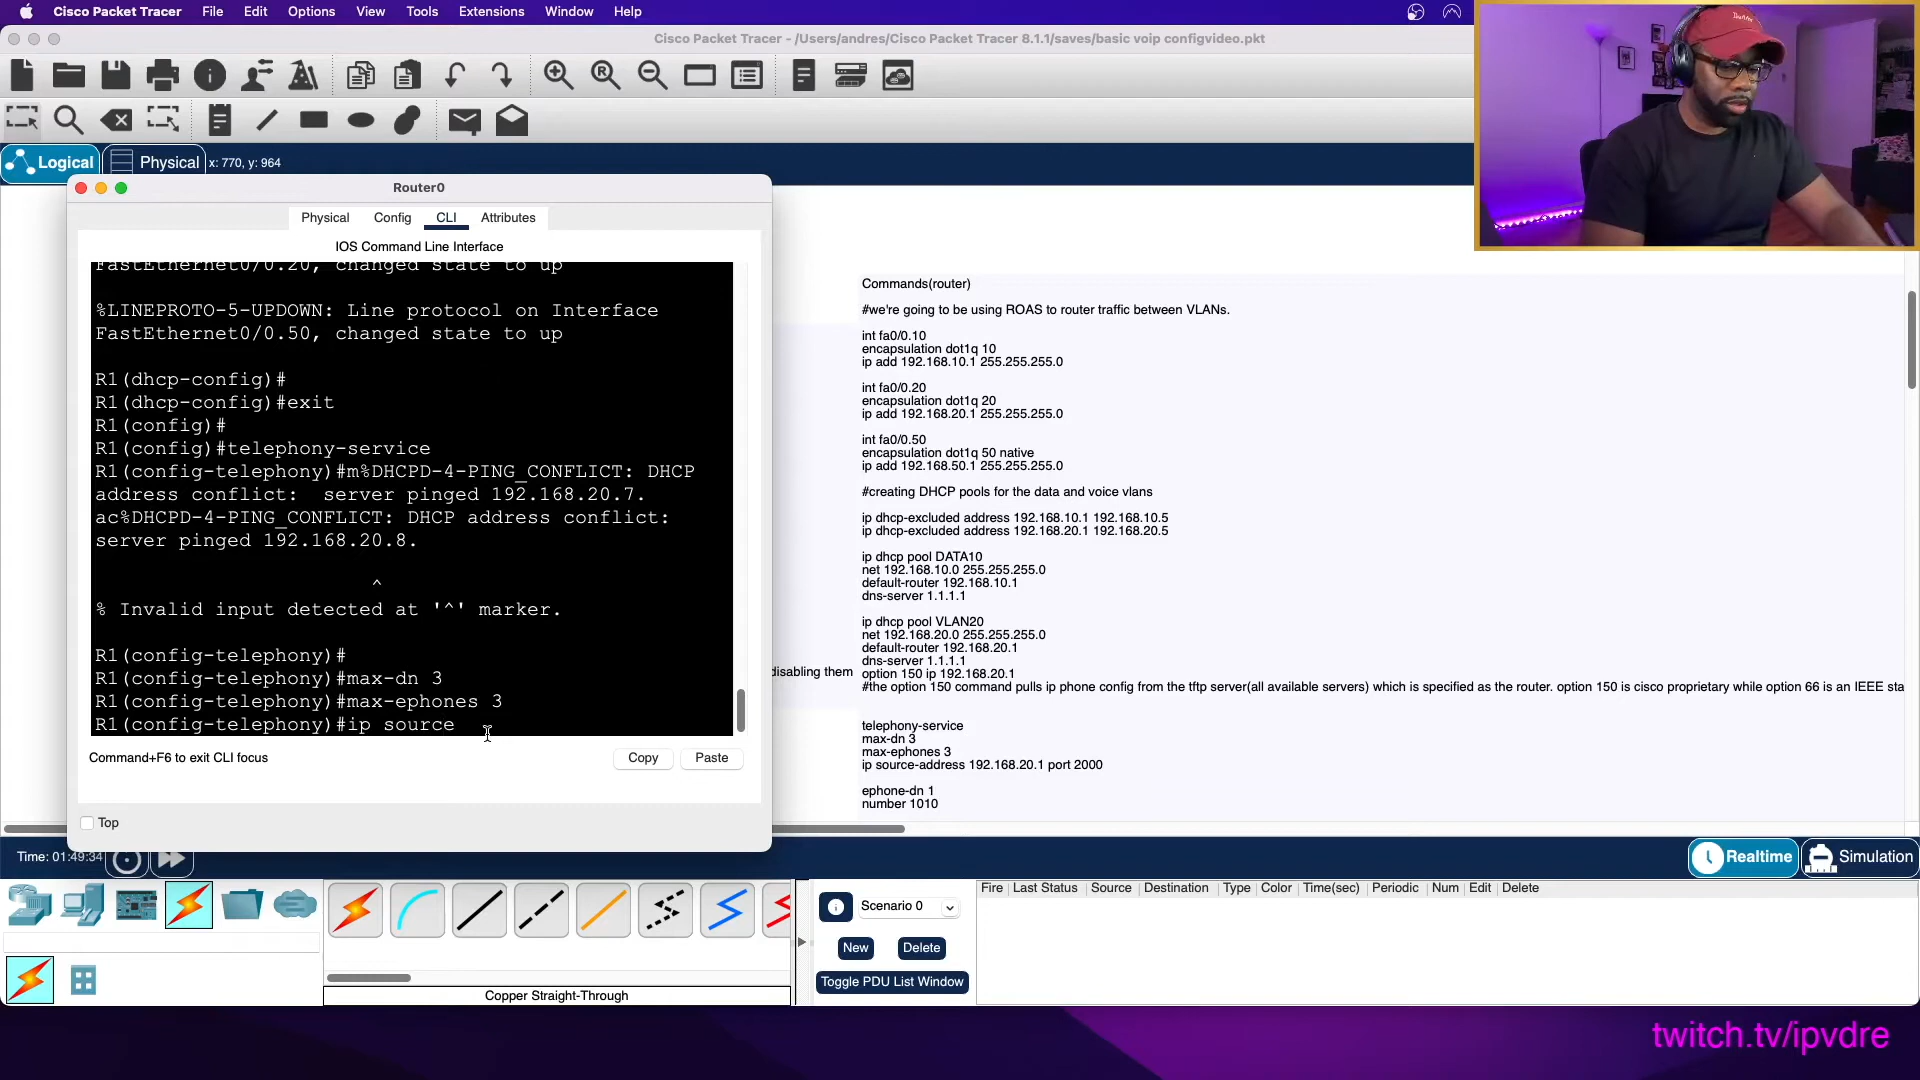 Cisco Packet Tracer File Edit Options View Tools Extensions Window Help
Cisco Packet Tracer - /Users/andres/Cisco Packet Tracer 8.1.1/saves/basic voip configvideo.pkt
Logical Physical x: 770, y: 964
Router0
Physical Config CLI Attributes
IOS Command Line Interface
FastEthernet0/0.20, changed state to up
%LINEPROTO-5-UPDOWN: Line protocol on Interface
FastEthernet0/0.50, changed state to up
R1(dhcp-config)#
R1(dhcp-config)#exit
R1(config)#
R1(config)#telephony-service
R1(config-telephony)#m%DHCPD-4-PING_CONFLICT: DHCP
address conflict:  server pinged 192.168.20.7.
ac%DHCPD-4-PING_CONFLICT: DHCP address conflict:
server pinged 192.168.20.8.
^
% Invalid input detected at '^' marker.
R1(config-telephony)#
R1(config-telephony)#max-dn 3
R1(config-telephony)#max-ephones 3
R1(config-telephony)#ip source
Command+F6 to exit CLI focus
Copy Paste
Top
disabling them
Commands(router)
#we're going to be using ROAS to router traffic between VLANs.
int fa0/0.10
encapsulation dot1q 10
ip add 192.168.10.1 255.255.255.0
int fa0/0.20
encapsulation dot1q 20
ip add 192.168.20.1 255.255.255.0
int fa0/0.50
encapsulation dot1q 50 native
ip add 192.168.50.1 255.255.255.0
#creating DHCP pools for the data and voice vlans
ip dhcp-excluded address 192.168.10.1 192.168.10.5
ip dhcp-excluded address 192.168.20.1 192.168.20.5
ip dhcp pool DATA10
net 192.168.10.0 255.255.255.0
default-router 192.168.10.1
dns-server 1.1.1.1
ip dhcp pool VLAN20
net 192.168.20.0 255.255.255.0
default-router 192.168.20.1
dns-server 1.1.1.1
option 150 ip 192.168.20.1
#the option 150 command pulls ip phone config from the tftp server(all available servers) which is specified as the router. option 150 is cisco proprietary while option 66 is an IEEE sta
telephony-service
max-dn 3
max-ephones 3
ip source-address 192.168.20.1 port 2000
ephone-dn 1
number 1010
Time: 01:49:34
Realtime Simulation
Scenario 0
New Delete
Toggle PDU List Window
Fire Last Status Source Destination Type Color Time(sec) Periodic Num Edit Delete
Copper Straight-Through
twitch.tv/ipvdre